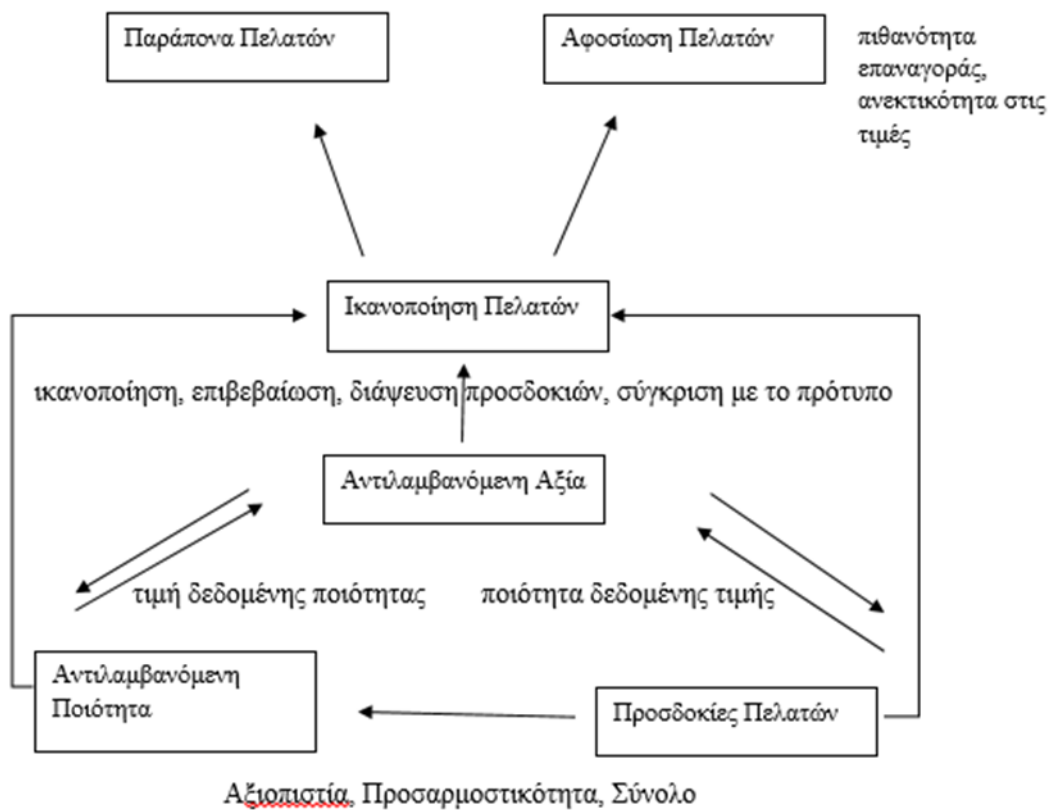 Παράπονα Πελατών
Αφοσίωση Πελατών
πιθανότητα
επαναγοράς,
ανεκτικότητα στις
τιμές
Ικανοποίηση Πελατών
ικανοποίηση, επιβεβαίωση, διάψευση προσδοκιών, σύγκριση με το πρότυπο
Αντιλαμβανόμενη Αξία
τιμή δεδομένης ποιότητας
ποιότητα δεδομένης τιμής
Αντιλαμβανόμενη
Ποιότητα
Προσδοκίες Πελατών
Αξιοπιστία, Προσαρμοστικότητα, Σύνολο